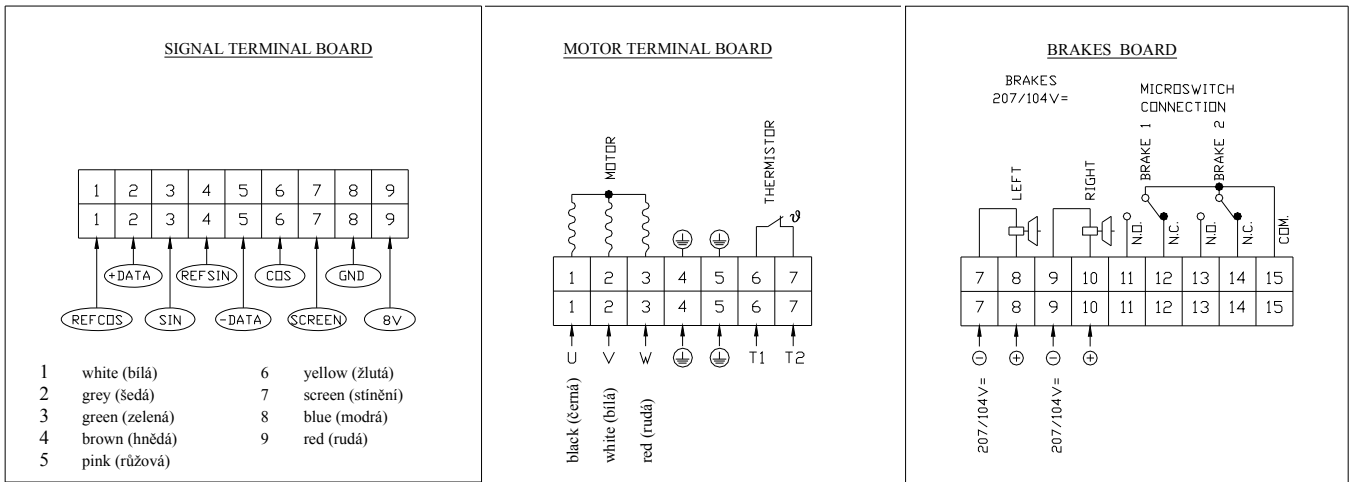 SIGNAL TERMINAL BOARD
1 2 3 4 5 6 7 8 9
1 2 3 4 5 6 7 8 9
+DATA REFSIN COS GND
REFCOS SIN -DATA SCREEN 8V
1 white (bílá)
2 grey (šedá)
3 green (zelená)
4 brown (hnědá)
5 pink (růžová)
6 yellow (žlutá)
7 screen (stínění)
8 blue (modrá)
9 red (rudá)
MOTOR TERMINAL BOARD
MOTOR
THERMISTOR
ϑ
1 2 3 4 5 6 7
1 2 3 4 5 6 7
U V W T1 T2
black (černá)
white (bílá)
red (rudá)
BRAKES BOARD
BRAKES
207/104V=
MICROSWITCH
CONNECTION
LEFT
RIGHT
BRAKE 1
BRAKE 2
N.O.
N.C.
N.O.
N.C.
COM.
7 8 9 10 11 12 13 14 15
7 8 9 10 11 12 13 14 15
- + - +
207/104V=
207/104V=